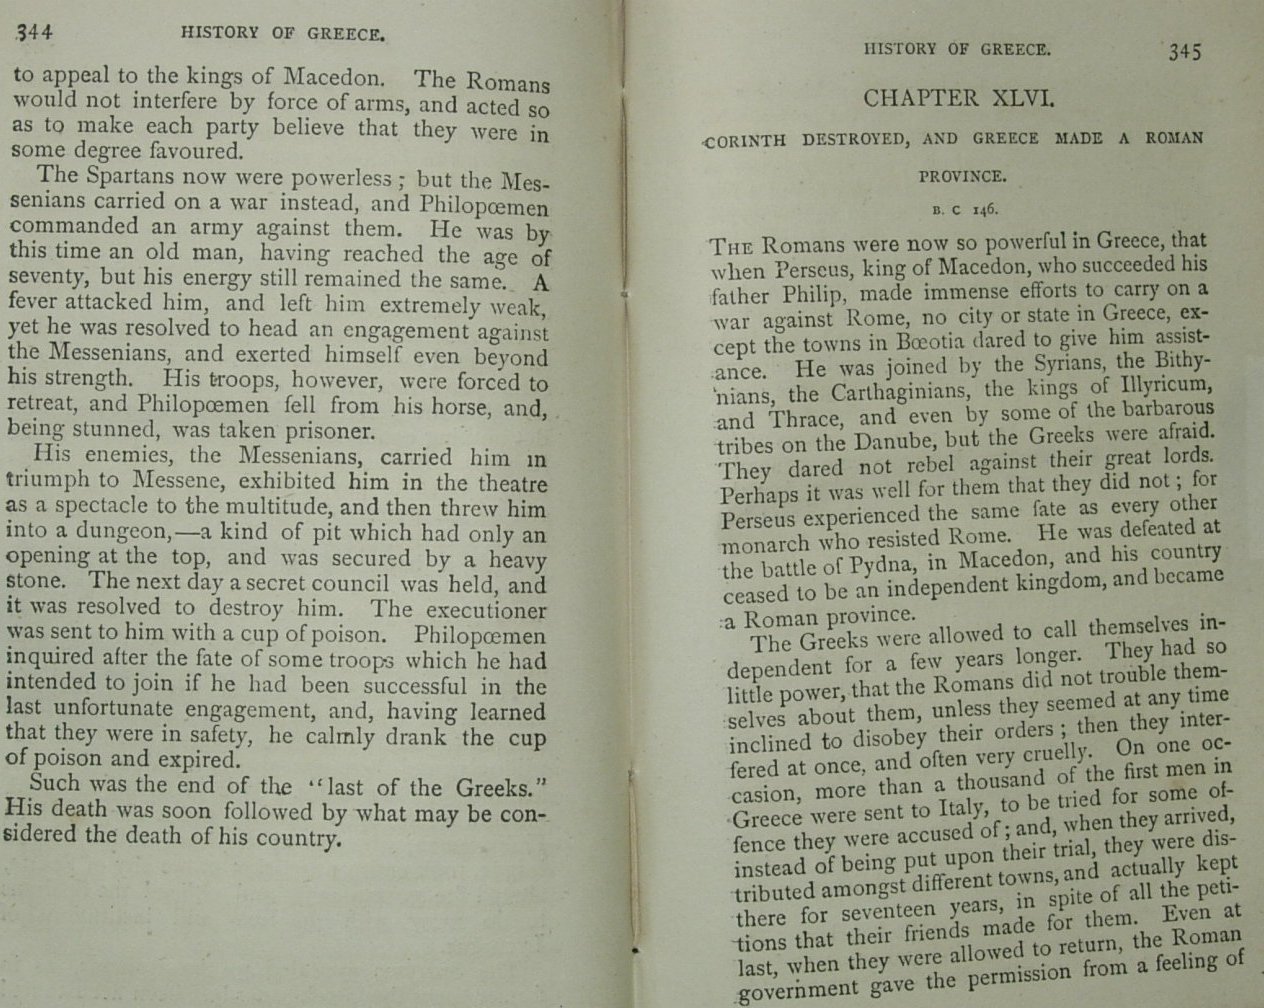 344
HISTORY OF GREECE.
to appeal to the kings of Macedon. The Romans
would not interfere by force of arms, and acted so
as to make each party believe that they were in
some degree favoured.
The Spartans now were powerless; but the Mes-
senians carried on a war instead, and Philopœmen
commanded an army against them. He was by
this time an old man, having reached the age of
seventy, but his energy still remained the same. A
fever attacked him, and left him extremely weak,
yet he was resolved to head an engagement against
the Messenians, and exerted himself even beyond
his strength. His troops, however, were forced to
retreat, and Philopœmen fell from his horse, and,
being stunned, was taken prisoner.
His enemies, the Messenians, carried him in
triumph to Messene, exhibited him in the theatre
as a spectacle to the multitude, and then threw him
into a dungeon,—a kind of pit which had only an
opening at the top, and was secured by a heavy
stone. The next day a secret council was held, and
it was resolved to destroy him. The executioner
was sent to him with a cup of poison. Philopœmen
inquired after the fate of some troops which he had
intended to join if he had been successful in the
last unfortunate engagement, and, having learned
that they were in safety, he calmly drank the cup
of poison and expired.
Such was the end of the “last of the Greeks.”
His death was soon followed by what may be con-
sidered the death of his country.
HISTORY OF GREECE.
345
CHAPTER XLVI.
CORINTH DESTROYED, AND GREECE MADE A ROMAN
PROVINCE.
B. C 146.
THE Romans were now so powerful in Greece, that
when Perseus, king of Macedon, who succeeded his
father Philip, made immense efforts to carry on a
war against Rome, no city or state in Greece, ex-
cept the towns in Bœotia dared to give him assist-
ance. He was joined by the Syrians, the Bithy-
nians, the Carthaginians, the kings of Illyricum,
and Thrace, and even by some of the barbarous
tribes on the Danube, but the Greeks were afraid.
They dared not rebel against their great lords.
Perhaps it was well for them that they did not; for
Perseus experienced the same fate as every other
monarch who resisted Rome. He was defeated at
the battle of Pydna, in Macedon, and his country
ceased to be an independent kingdom, and became
a Roman province.
The Greeks were allowed to call themselves in-
dependent for a few years longer. They had so
little power, that the Romans did not trouble them-
selves about them, unless they seemed at any time
inclined to disobey their orders; then they inter-
fered at once, and often very cruelly. On one oc-
casion, more than a thousand of the first men in
Greece were sent to Italy, to be tried for some of-
fence they were accused of; and, when they arrived,
instead of being put upon their trial, they were dis-
tributed amongst different towns, and actually kept
there for seventeen years, in spite of all the peti-
tions that their friends made for them. Even at
last, when they were allowed to return, the Roman
government gave the permission from a feeling of